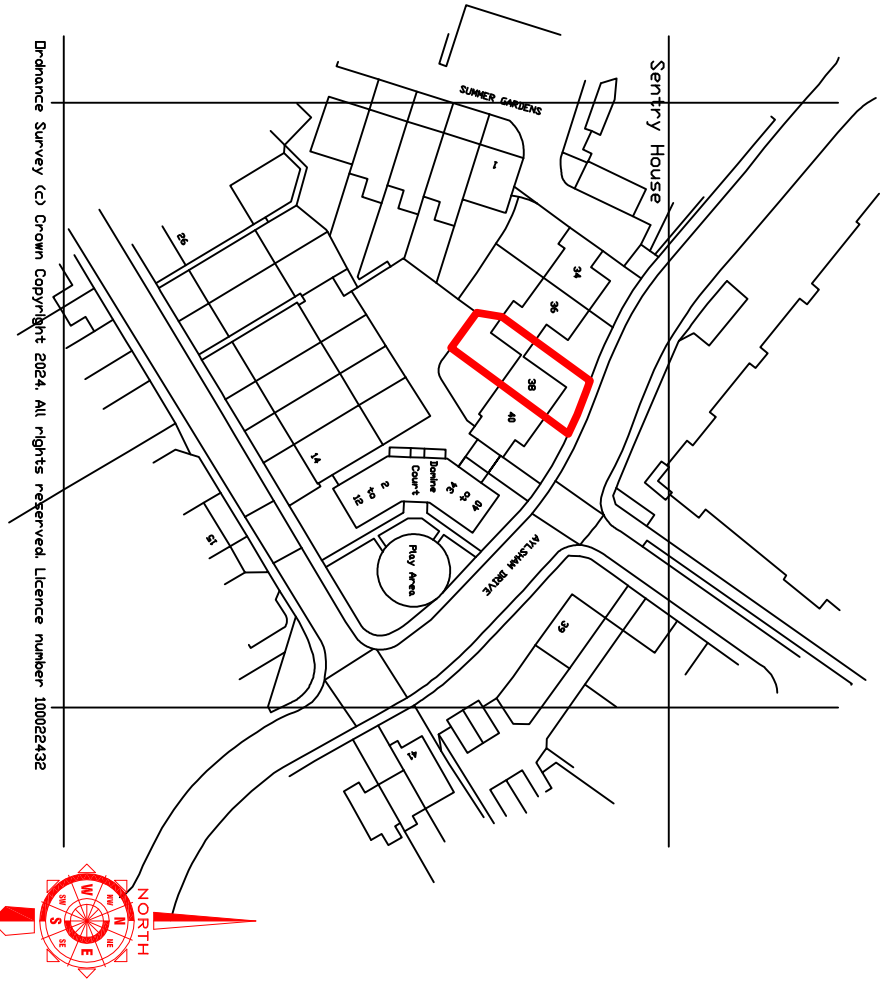 Sentry House
SUMMER GARDENS
1
34
36
38
40
26
14
15
Domine
Court
34
to
40
2
to
12
Play Area
AYLSHAM DRIVE
39
41
NORTH
N
NE
E
SE
S
SW
W
NW
Ordnance Survey (c) Crown Copyright 2024. All rights reserved. Licence number 100022432